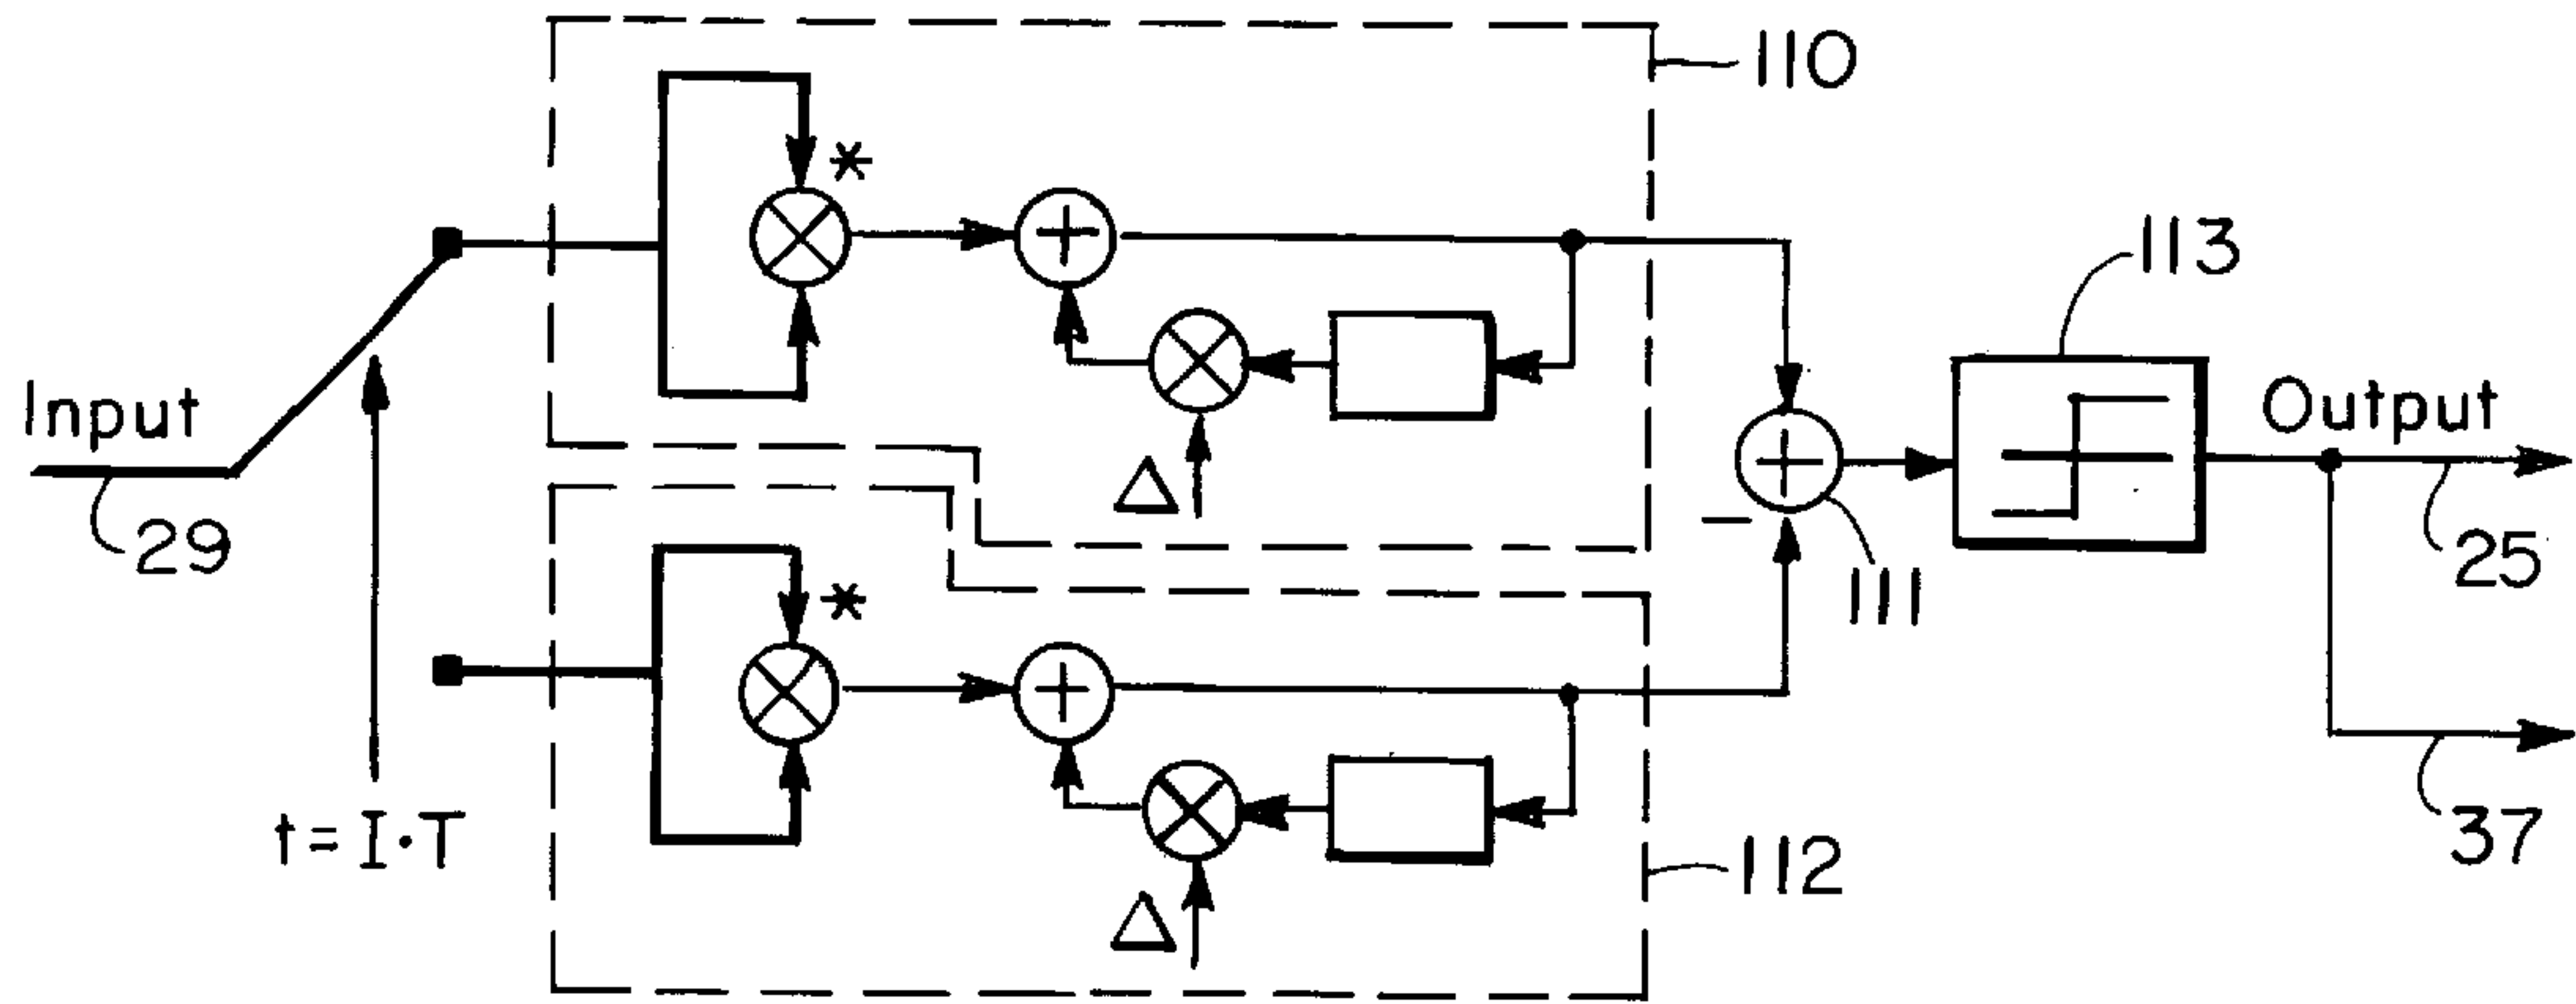 110
*
113
Input
Output
Δ
29
−
25
111
*
t = I·T
37
112
Δ